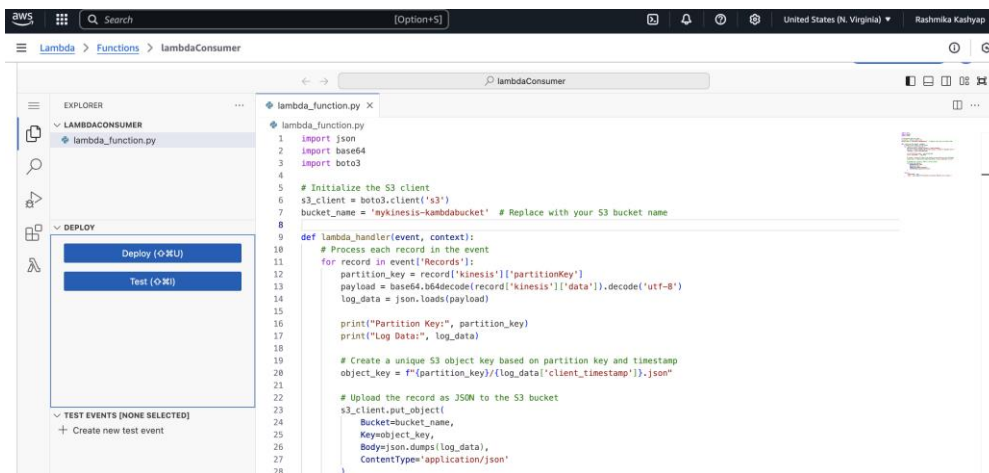 aws
Search [Option+S]
United States (N. Virginia) ▼ Rashmika Kashyap
Lambda > Functions > lambdaConsumer
lambdaConsumer
EXPLORER ...
LAMBDACONSUMER
lambda_function.py
DEPLOY
Deploy (⇧⌘U)
Test (⇧⌘I)
TEST EVENTS [NONE SELECTED]
+ Create new test event
lambda_function.py ×
lambda_function.py
1 import json
2 import base64
3 import boto3
4
5 # Initialize the S3 client
6 s3_client = boto3.client('s3')
7 bucket_name = 'mykinesis-kambdabucket' # Replace with your S3 bucket name
8
9 def lambda_handler(event, context):
10 # Process each record in the event
11 for record in event['Records']:
12 partition_key = record['kinesis']['partitionKey']
13 payload = base64.b64decode(record['kinesis']['data']).decode('utf-8')
14 log_data = json.loads(payload)
15
16 print("Partition Key:", partition_key)
17 print("Log Data:", log_data)
18
19 # Create a unique S3 object key based on partition key and timestamp
20 object_key = f"{partition_key}/{log_data['client_timestamp']}.json"
21
22 # Upload the record as JSON to the S3 bucket
23 s3_client.put_object(
24 Bucket=bucket_name,
25 Key=object_key,
26 Body=json.dumps(log_data),
27 ContentType='application/json'
28 )